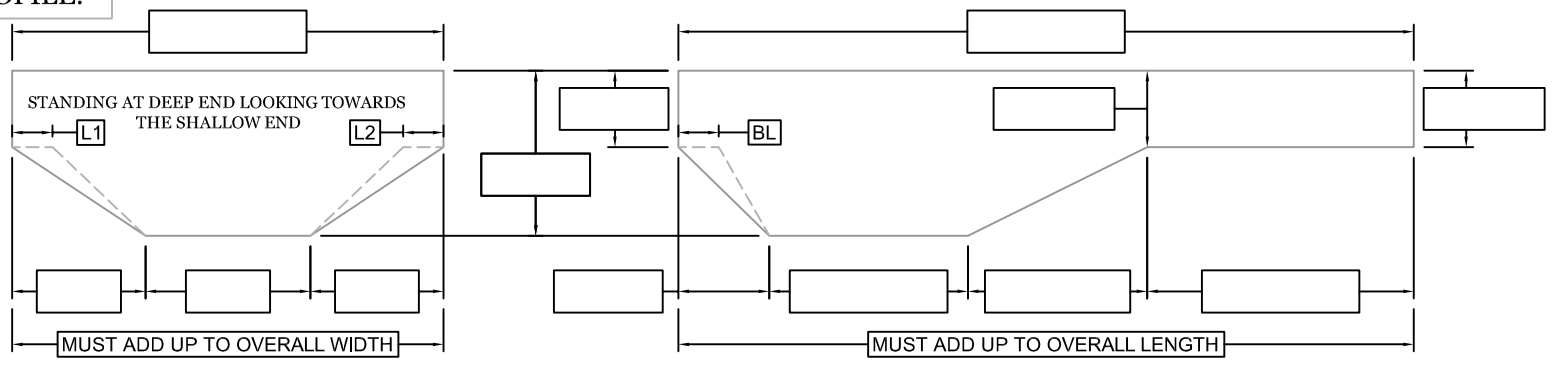 STANDING AT DEEP END LOOKING TOWARDS
THE SHALLOW END
L1
L2
BL
MUST ADD UP TO OVERALL WIDTH
MUST ADD UP TO OVERALL LENGTH